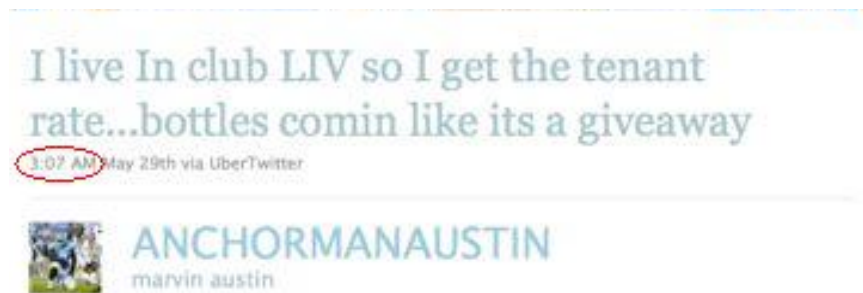 I live In club LIV so I get the tenant
rate...bottles comin like its a giveaway
3:07 AM May 29th via UberTwitter
ANCHORMANAUSTIN
marvin austin